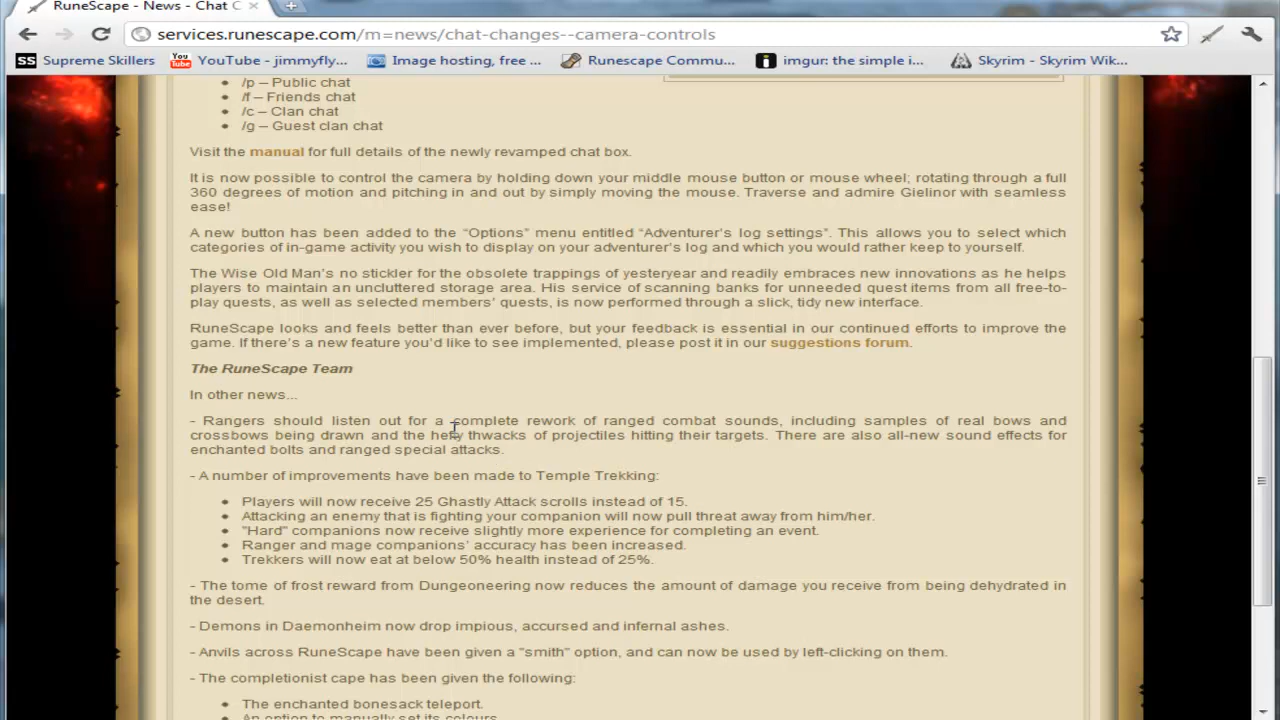 RuneScape - News - Chat C
services.runescape.com/m=news/chat-changes--camera-controls
SS Supreme Skillers
You Tube YouTube - jimmyfly...
Image hosting, free ...
Runescape Commu...
i imgur: the simple i...
Skyrim - Skyrim Wik...
/p – Public chat
/f – Friends chat
/c – Clan chat
/g – Guest clan chat
Visit the manual for full details of the newly revamped chat box.
It is now possible to control the camera by holding down your middle mouse button or mouse wheel; rotating through a full
360 degrees of motion and pitching in and out by simply moving the mouse. Traverse and admire Gielinor with seamless
ease!
A new button has been added to the “Options” menu entitled “Adventurer’s log settings”. This allows you to select which
categories of in-game activity you wish to display on your adventurer’s log and which you would rather keep to yourself.
The Wise Old Man’s no stickler for the obsolete trappings of yesteryear and readily embraces new innovations as he helps
players to maintain an uncluttered storage area. His service of scanning banks for unneeded quest items from all free-to-
play quests, as well as selected members’ quests, is now performed through a slick, tidy new interface.
RuneScape looks and feels better than ever before, but your feedback is essential in our continued efforts to improve the
game. If there’s a new feature you’d like to see implemented, please post it in our suggestions forum.
The RuneScape Team
In other news...
- Rangers should listen out for a complete rework of ranged combat sounds, including samples of real bows and
crossbows being drawn and the hefty thwacks of projectiles hitting their targets. There are also all-new sound effects for
enchanted bolts and ranged special attacks.
- A number of improvements have been made to Temple Trekking:
Players will now receive 25 Ghastly Attack scrolls instead of 15.
Attacking an enemy that is fighting your companion will now pull threat away from him/her.
"Hard" companions now receive slightly more experience for completing an event.
Ranger and mage companions’ accuracy has been increased.
Trekkers will now eat at below 50% health instead of 25%.
- The tome of frost reward from Dungeoneering now reduces the amount of damage you receive from being dehydrated in
the desert.
- Demons in Daemonheim now drop impious, accursed and infernal ashes.
- Anvils across RuneScape have been given a "smith" option, and can now be used by left-clicking on them.
- The completionist cape has been given the following:
The enchanted bonesack teleport.
An option to manually set its colours.